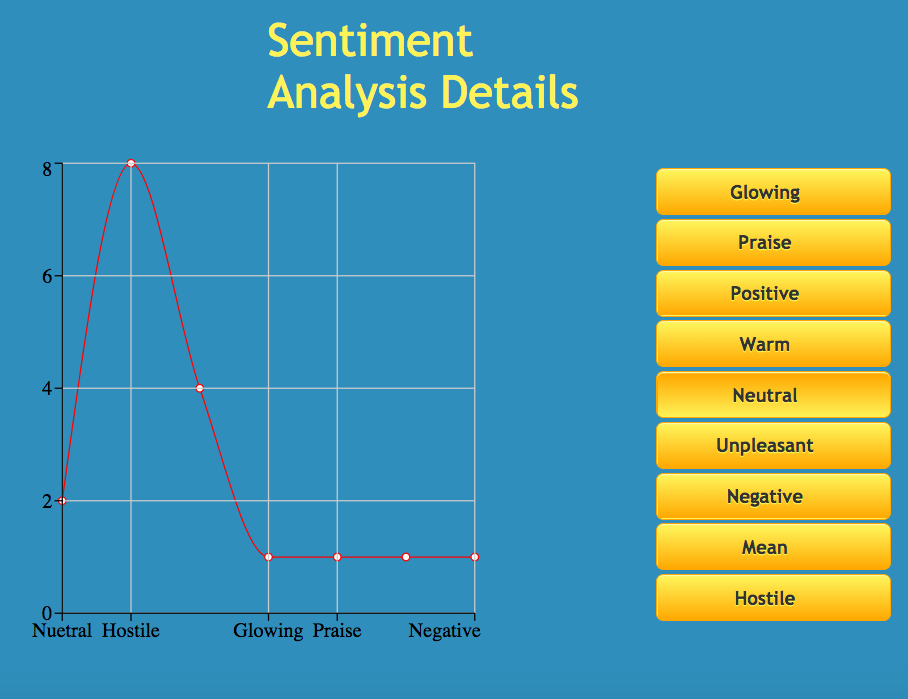 Sentiment
Analysis Details
8
6
4
2
0
Nuetral Hostile Glowing Praise Negative
Glowing
Praise
Positive
Warm
Neutral
Unpleasant
Negative
Mean
Hostile